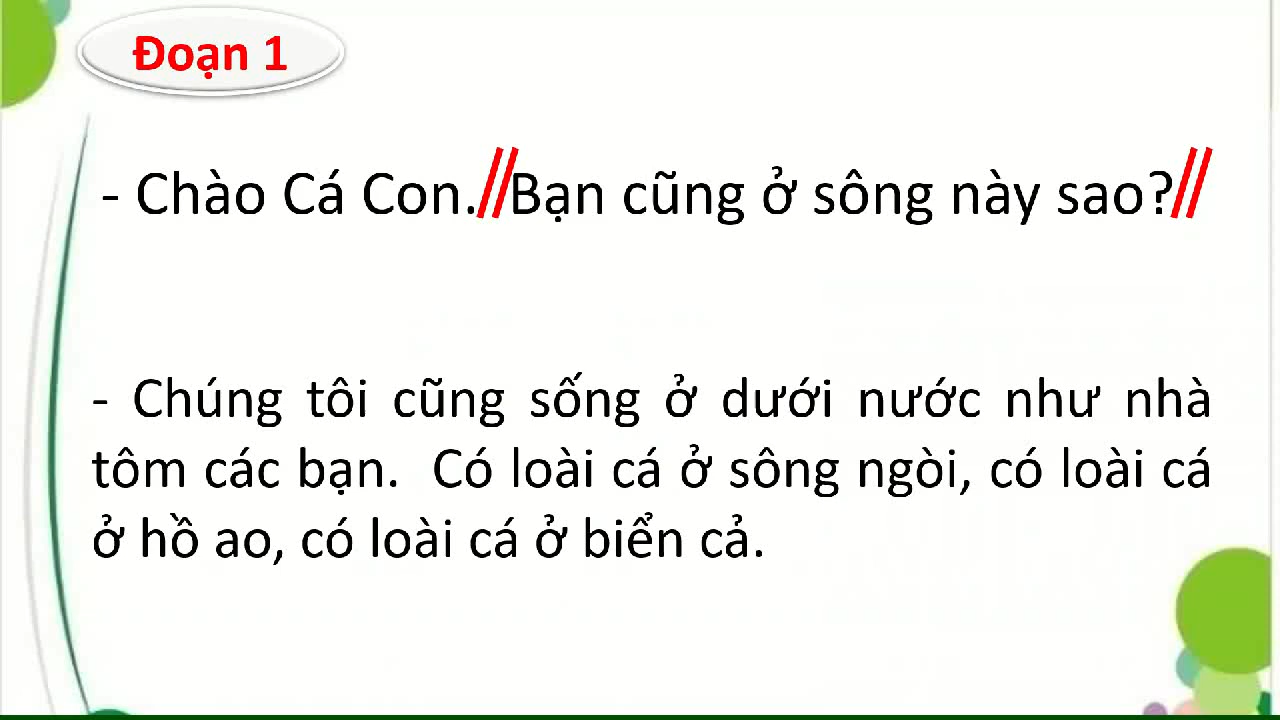 Đoạn 1
- Chào Cá Con.//Bạn cũng ở sông này sao?//
- Chúng tôi cũng sống ở dưới nước như nhà
tôm các bạn. Có loài cá ở sông ngòi, có loài cá
ở hồ ao, có loài cá ở biển cả.